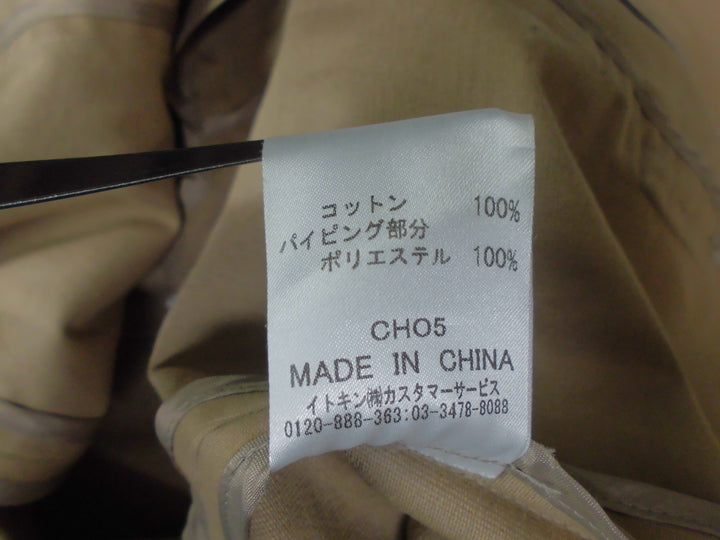 コットン 100%
パイピング部分
ポリエステル 100%
CH05
MADE IN CHINA
イトキン㈱カスタマーサービス
0120-888-363:03-3478-8088